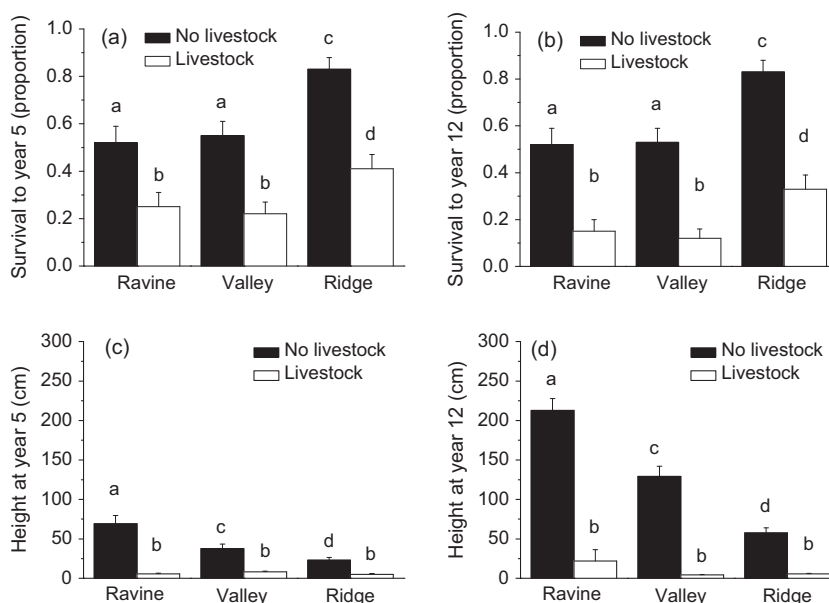 (a)
No livestock
Livestock
Survival to year 5 (proportion)
1.0
0.8
0.6
0.4
0.2
0.0
a
b
a
b
c
d
Ravine
Valley
Ridge
(b)
No livestock
Livestock
Survival to year 12 (proportion)
1.0
0.8
0.6
0.4
0.2
0.0
a
b
a
b
c
d
Ravine
Valley
Ridge
(c)
No livestock
Livestock
Height at year 5 (cm)
300
250
200
150
100
50
0
a
b
c
b
d
b
Ravine
Valley
Ridge
(d)
No livestock
Livestock
Height at year 12 (cm)
300
250
200
150
100
50
0
a
b
c
b
d
b
Ravine
Valley
Ridge